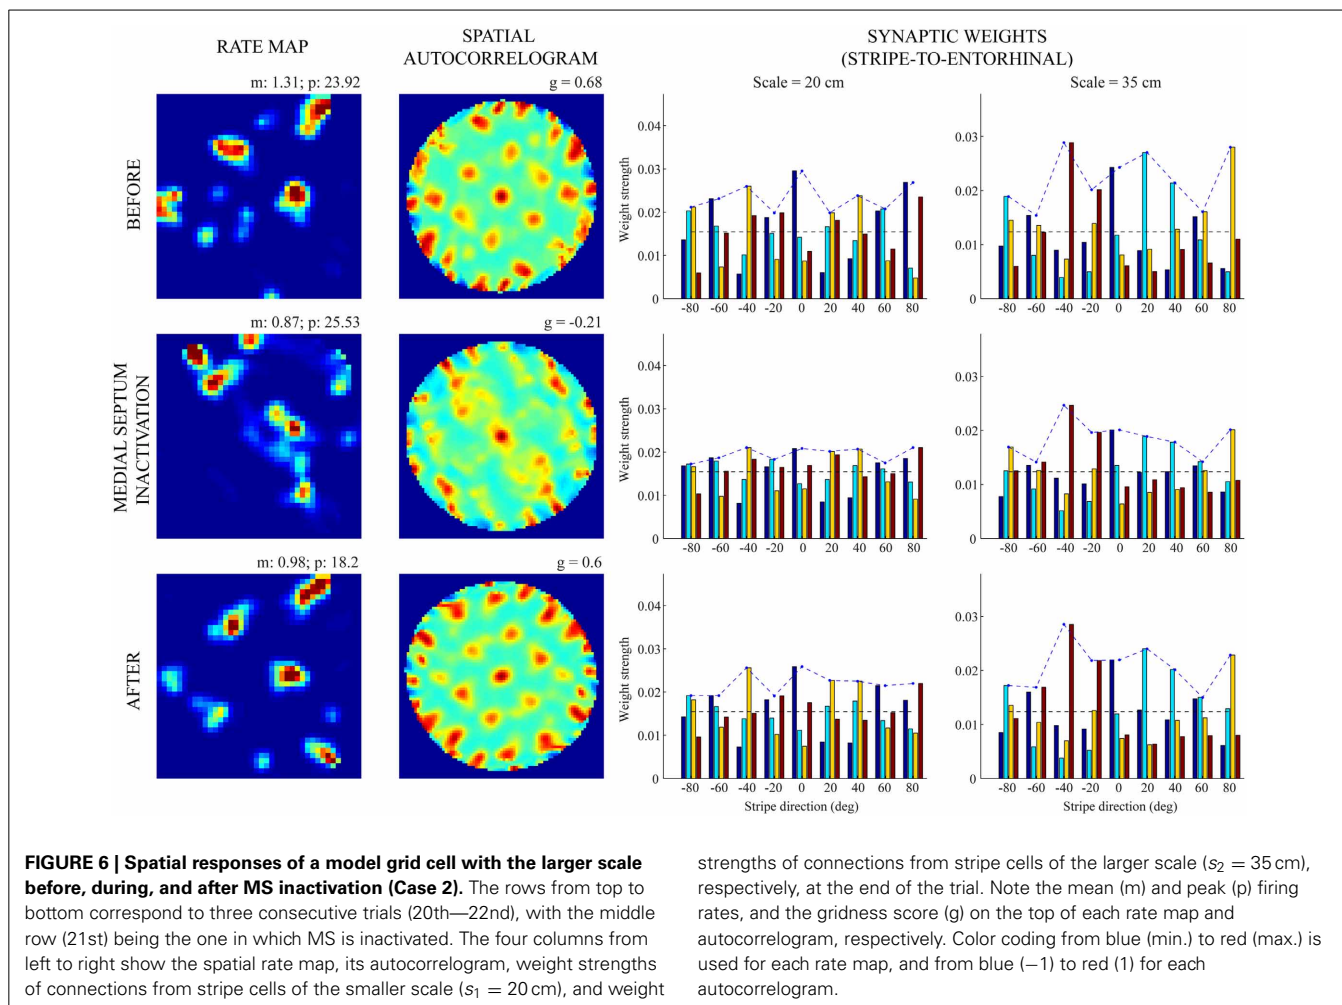 RATE MAP
SPATIAL
AUTOCORRELOGRAM
SYNAPTIC WEIGHTS
(STRIPE-TO-ENTORHINAL)
Scale = 20 cm
Scale = 35 cm
BEFORE
m: 1.31; p: 23.92
g = 0.68
Weight strength
0.04
0.03
0.02
0.01
0
-80 -60 -40 -20 0 20 40 60 80
0.03
0.02
0.01
0
-80 -60 -40 -20 0 20 40 60 80
MEDIAL SEPTUM
INACTIVATION
m: 0.87; p: 25.53
g = -0.21
Weight strength
0.04
0.03
0.02
0.01
0
-80 -60 -40 -20 0 20 40 60 80
0.03
0.02
0.01
0
-80 -60 -40 -20 0 20 40 60 80
AFTER
m: 0.98; p: 18.2
g = 0.6
Weight strength
0.04
0.03
0.02
0.01
0
-80 -60 -40 -20 0 20 40 60 80
Stripe direction (deg)
0.03
0.02
0.01
0
-80 -60 -40 -20 0 20 40 60 80
Stripe direction (deg)
FIGURE 6 | Spatial responses of a model grid cell with the larger scale
before, during, and after MS inactivation (Case 2). The rows from top to
bottom correspond to three consecutive trials (20th—22nd), with the middle
row (21st) being the one in which MS is inactivated. The four columns from
left to right show the spatial rate map, its autocorrelogram, weight strengths
of connections from stripe cells of the smaller scale (s1 = 20 cm), and weight
strengths of connections from stripe cells of the larger scale (s2 = 35 cm),
respectively, at the end of the trial. Note the mean (m) and peak (p) firing
rates, and the gridness score (g) on the top of each rate map and
autocorrelogram, respectively. Color coding from blue (min.) to red (max.) is
used for each rate map, and from blue (−1) to red (1) for each
autocorrelogram.